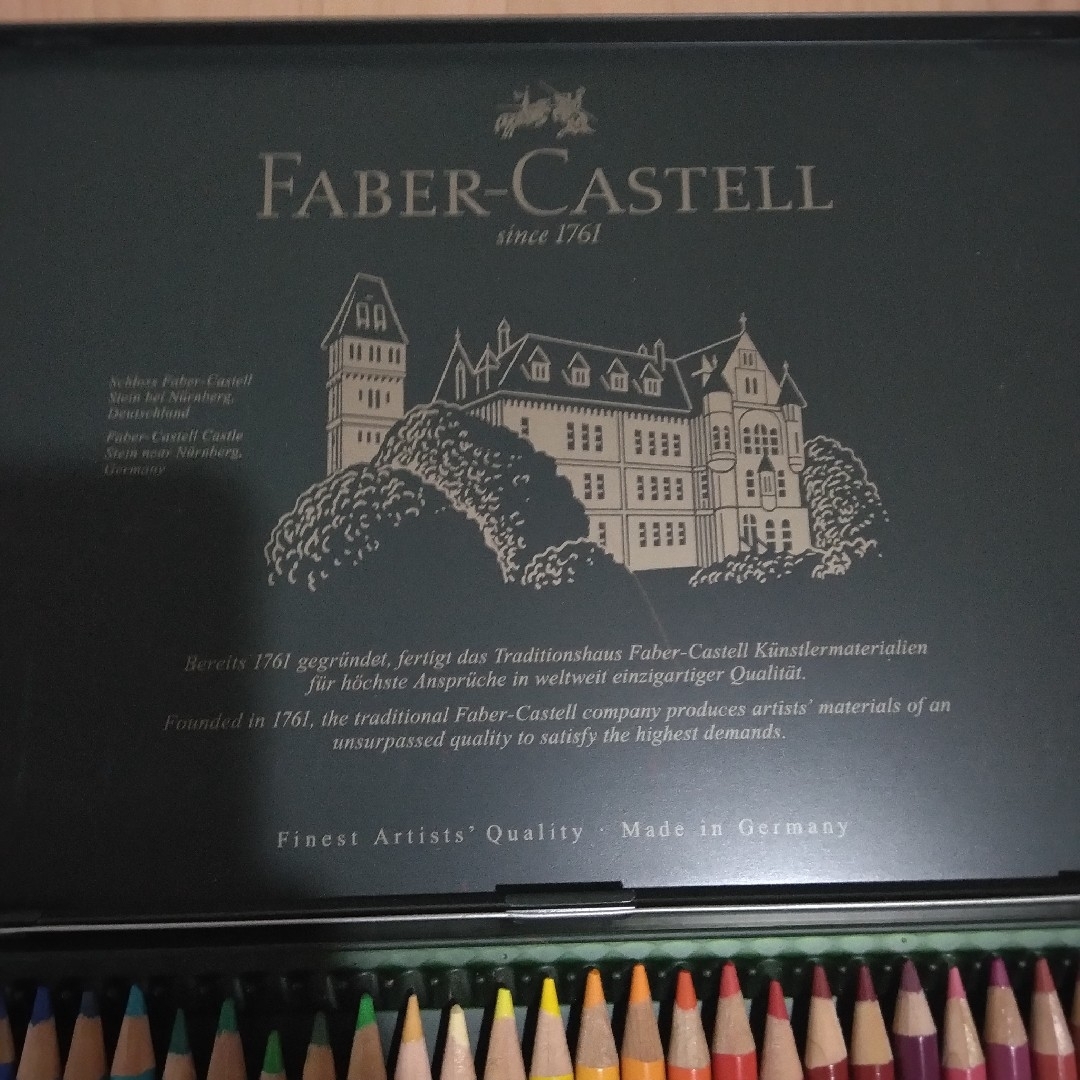 FABER-CASTELL
since 1761
Schloss Faber-Castell
Stein bei Nürnberg,
Deutschland
Faber-Castell Castle
Stein near Nürnberg,
Germany
Bereits 1761 gegründet, fertigt das Traditionshaus Faber-Castell Künstlermaterialien
für höchste Ansprüche in weltweit einzigartiger Qualität.
Founded in 1761, the traditional Faber-Castell company produces artists' materials of an
unsurpassed quality to satisfy the highest demands.
Finest Artists' Quality · Made in Germany